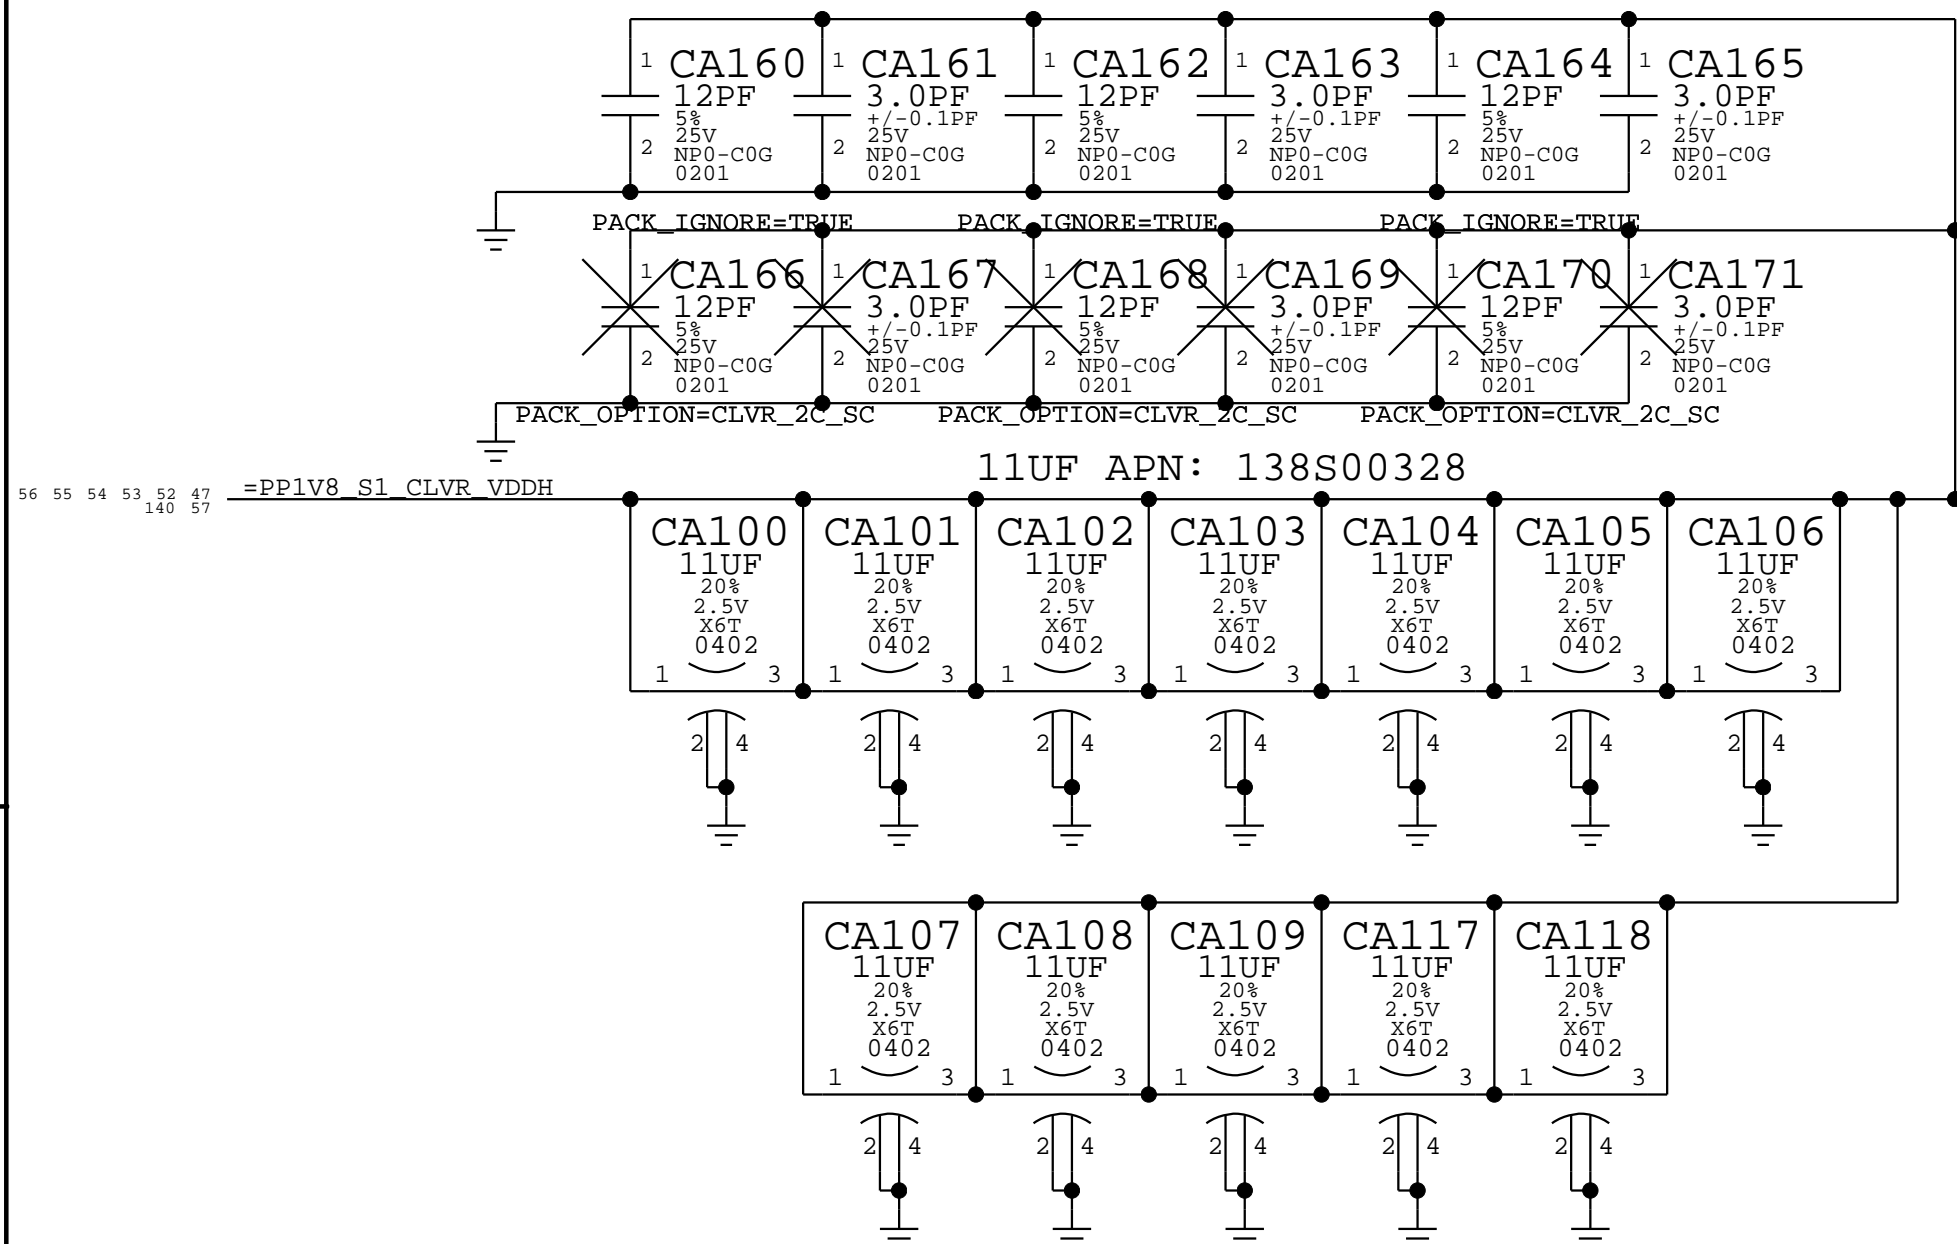 1 CA160 1 CA161 1 CA162 1 CA163 1 CA164 1 CA165
12PF 3.0PF 12PF 3.0PF 12PF 3.0PF
5% +/-0.1PF 5% +/-0.1PF 5% +/-0.1PF
25V 25V 25V 25V 25V 25V
2 NP0-C0G 2 NP0-C0G 2 NP0-C0G 2 NP0-C0G 2 NP0-C0G 2 NP0-C0G
0201 0201 0201 0201 0201 0201
PACK_IGNORE=TRUE PACK_IGNORE=TRUE PACK_IGNORE=TRUE
1 CA166 1 CA167 1 CA168 1 CA169 1 CA170 1 CA171
12PF 3.0PF 12PF 3.0PF 12PF 3.0PF
5% +/-0.1PF 5% +/-0.1PF 5% +/-0.1PF
25V 25V 25V 25V 25V 25V
2 NP0-C0G 2 NP0-C0G 2 NP0-C0G 2 NP0-C0G 2 NP0-C0G 2 NP0-C0G
0201 0201 0201 0201 0201 0201
PACK_OPTION=CLVR_2C_SC PACK_OPTION=CLVR_2C_SC PACK_OPTION=CLVR_2C_SC
11UF APN: 138S00328
56 55 54 53 52 47 =PP1V8_S1_CLVR_VDDH
140 57
CA100 CA101 CA102 CA103 CA104 CA105 CA106
11UF 11UF 11UF 11UF 11UF 11UF 11UF
20% 20% 20% 20% 20% 20% 20%
2.5V 2.5V 2.5V 2.5V 2.5V 2.5V 2.5V
X6T X6T X6T X6T X6T X6T X6T
0402 0402 0402 0402 0402 0402 0402
1 3 1 3 1 3 1 3 1 3 1 3 1 3
2 4 2 4 2 4 2 4 2 4 2 4 2 4
CA107 CA108 CA109 CA117 CA118
11UF 11UF 11UF 11UF 11UF
20% 20% 20% 20% 20%
2.5V 2.5V 2.5V 2.5V 2.5V
X6T X6T X6T X6T X6T
0402 0402 0402 0402 0402
1 3 1 3 1 3 1 3 1 3
2 4 2 4 2 4 2 4 2 4